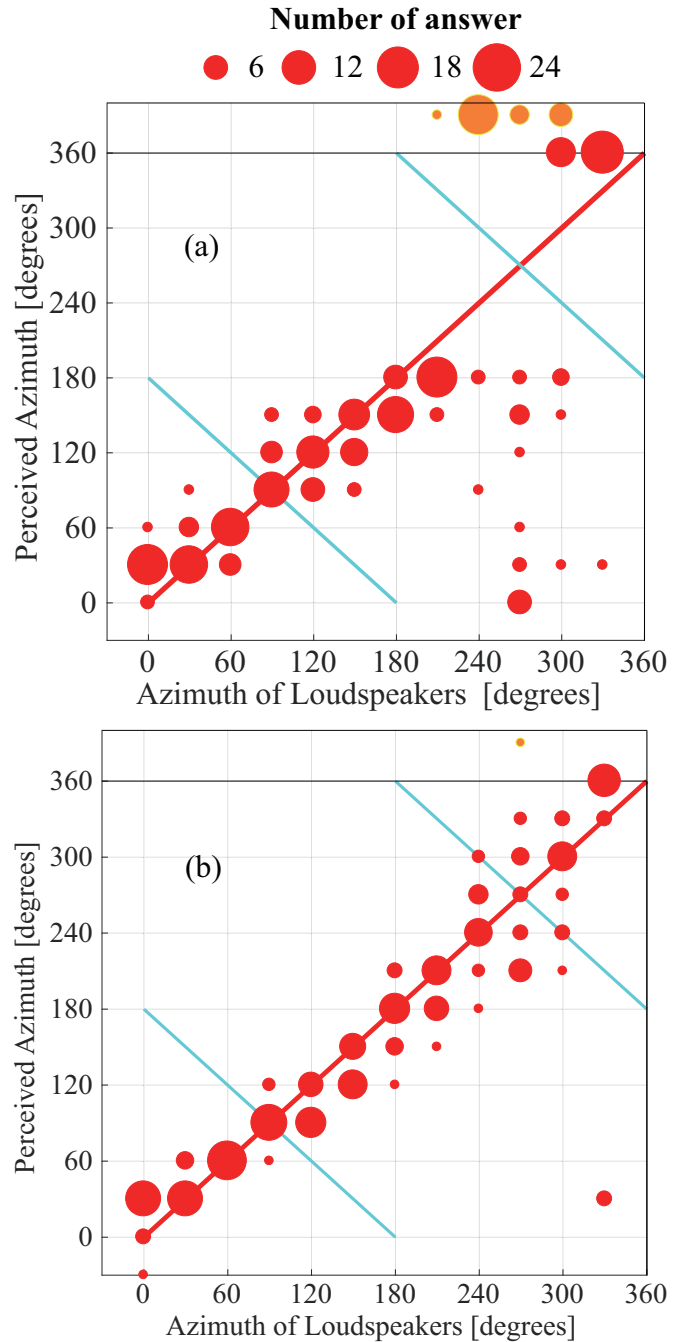 Number of answer
6 12 18 24
360
300
240
180
120
60
0
Perceived Azimuth [degrees]
(a)
0 60 120 180 240 300 360
Azimuth of Loudspeakers [degrees]
360
300
240
180
120
60
0
Perceived Azimuth [degrees]
(b)
0 60 120 180 240 300 360
Azimuth of Loudspeakers [degrees]